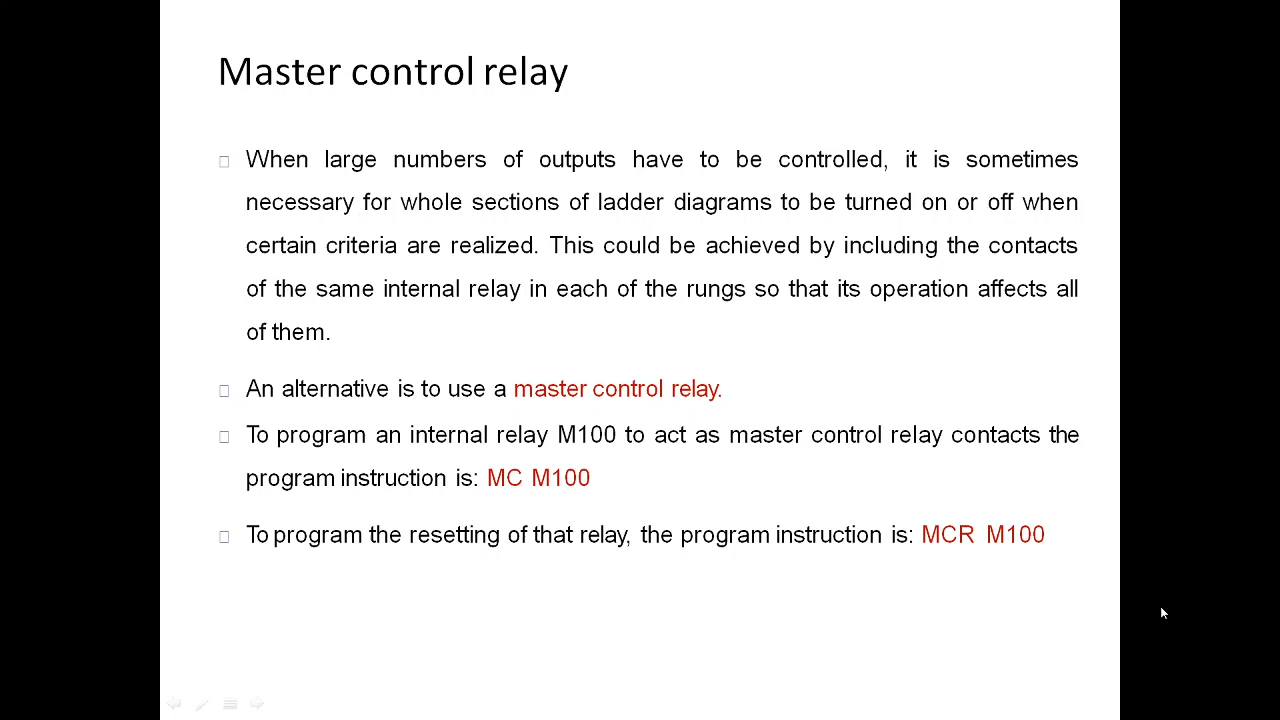 Master control relay
When large numbers of outputs have to be controlled, it is sometimes
necessary for whole sections of ladder diagrams to be turned on or off when
certain criteria are realized. This could be achieved by including the contacts
of the same internal relay in each of the rungs so that its operation affects all
of them.
An alternative is to use a master control relay.
To program an internal relay M100 to act as master control relay contacts the
program instruction is: MC M100
To program the resetting of that relay, the program instruction is: MCR M100